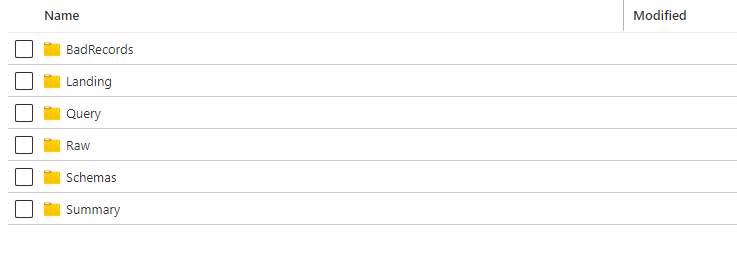 Name Modified
BadRecords
Landing
Query
Raw
Schemas
Summary